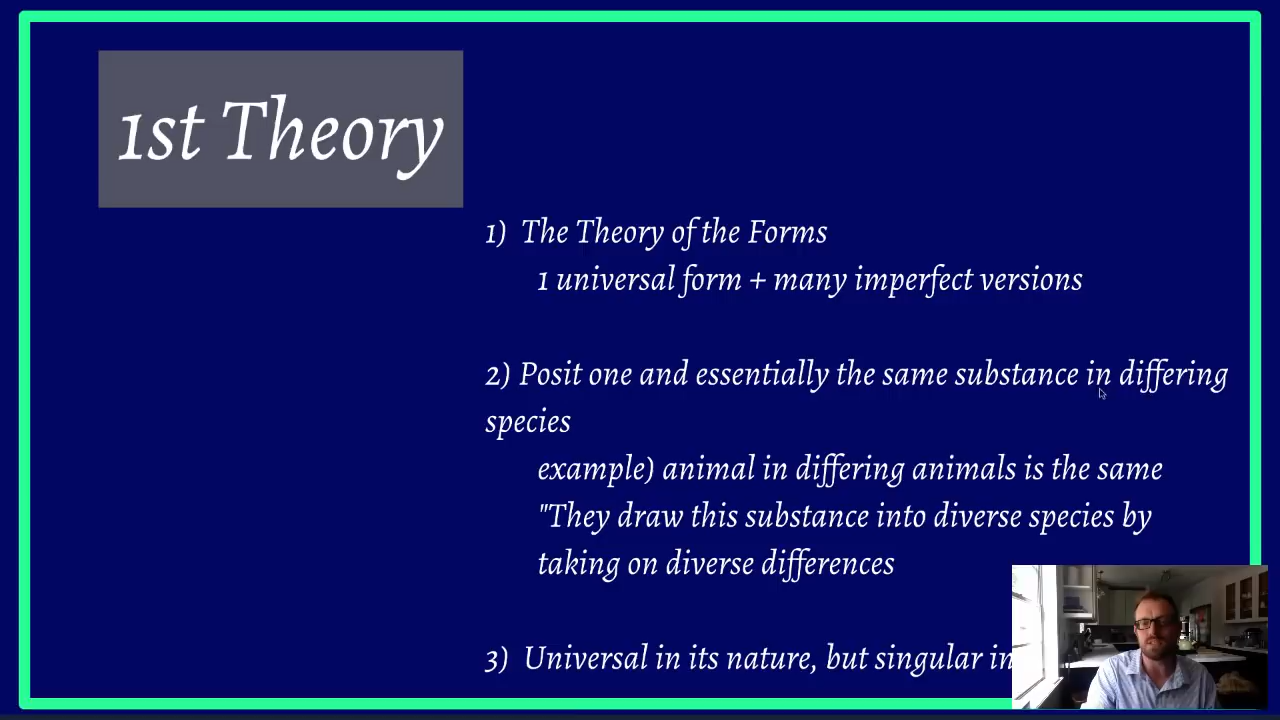 1st Theory
1) The Theory of the Forms
1 universal form + many imperfect versions
2) Posit one and essentially the same substance in differing
species
example) animal in differing animals is the same
"They draw this substance into diverse species by
taking on diverse differences
3) Universal in its nature, but singular in